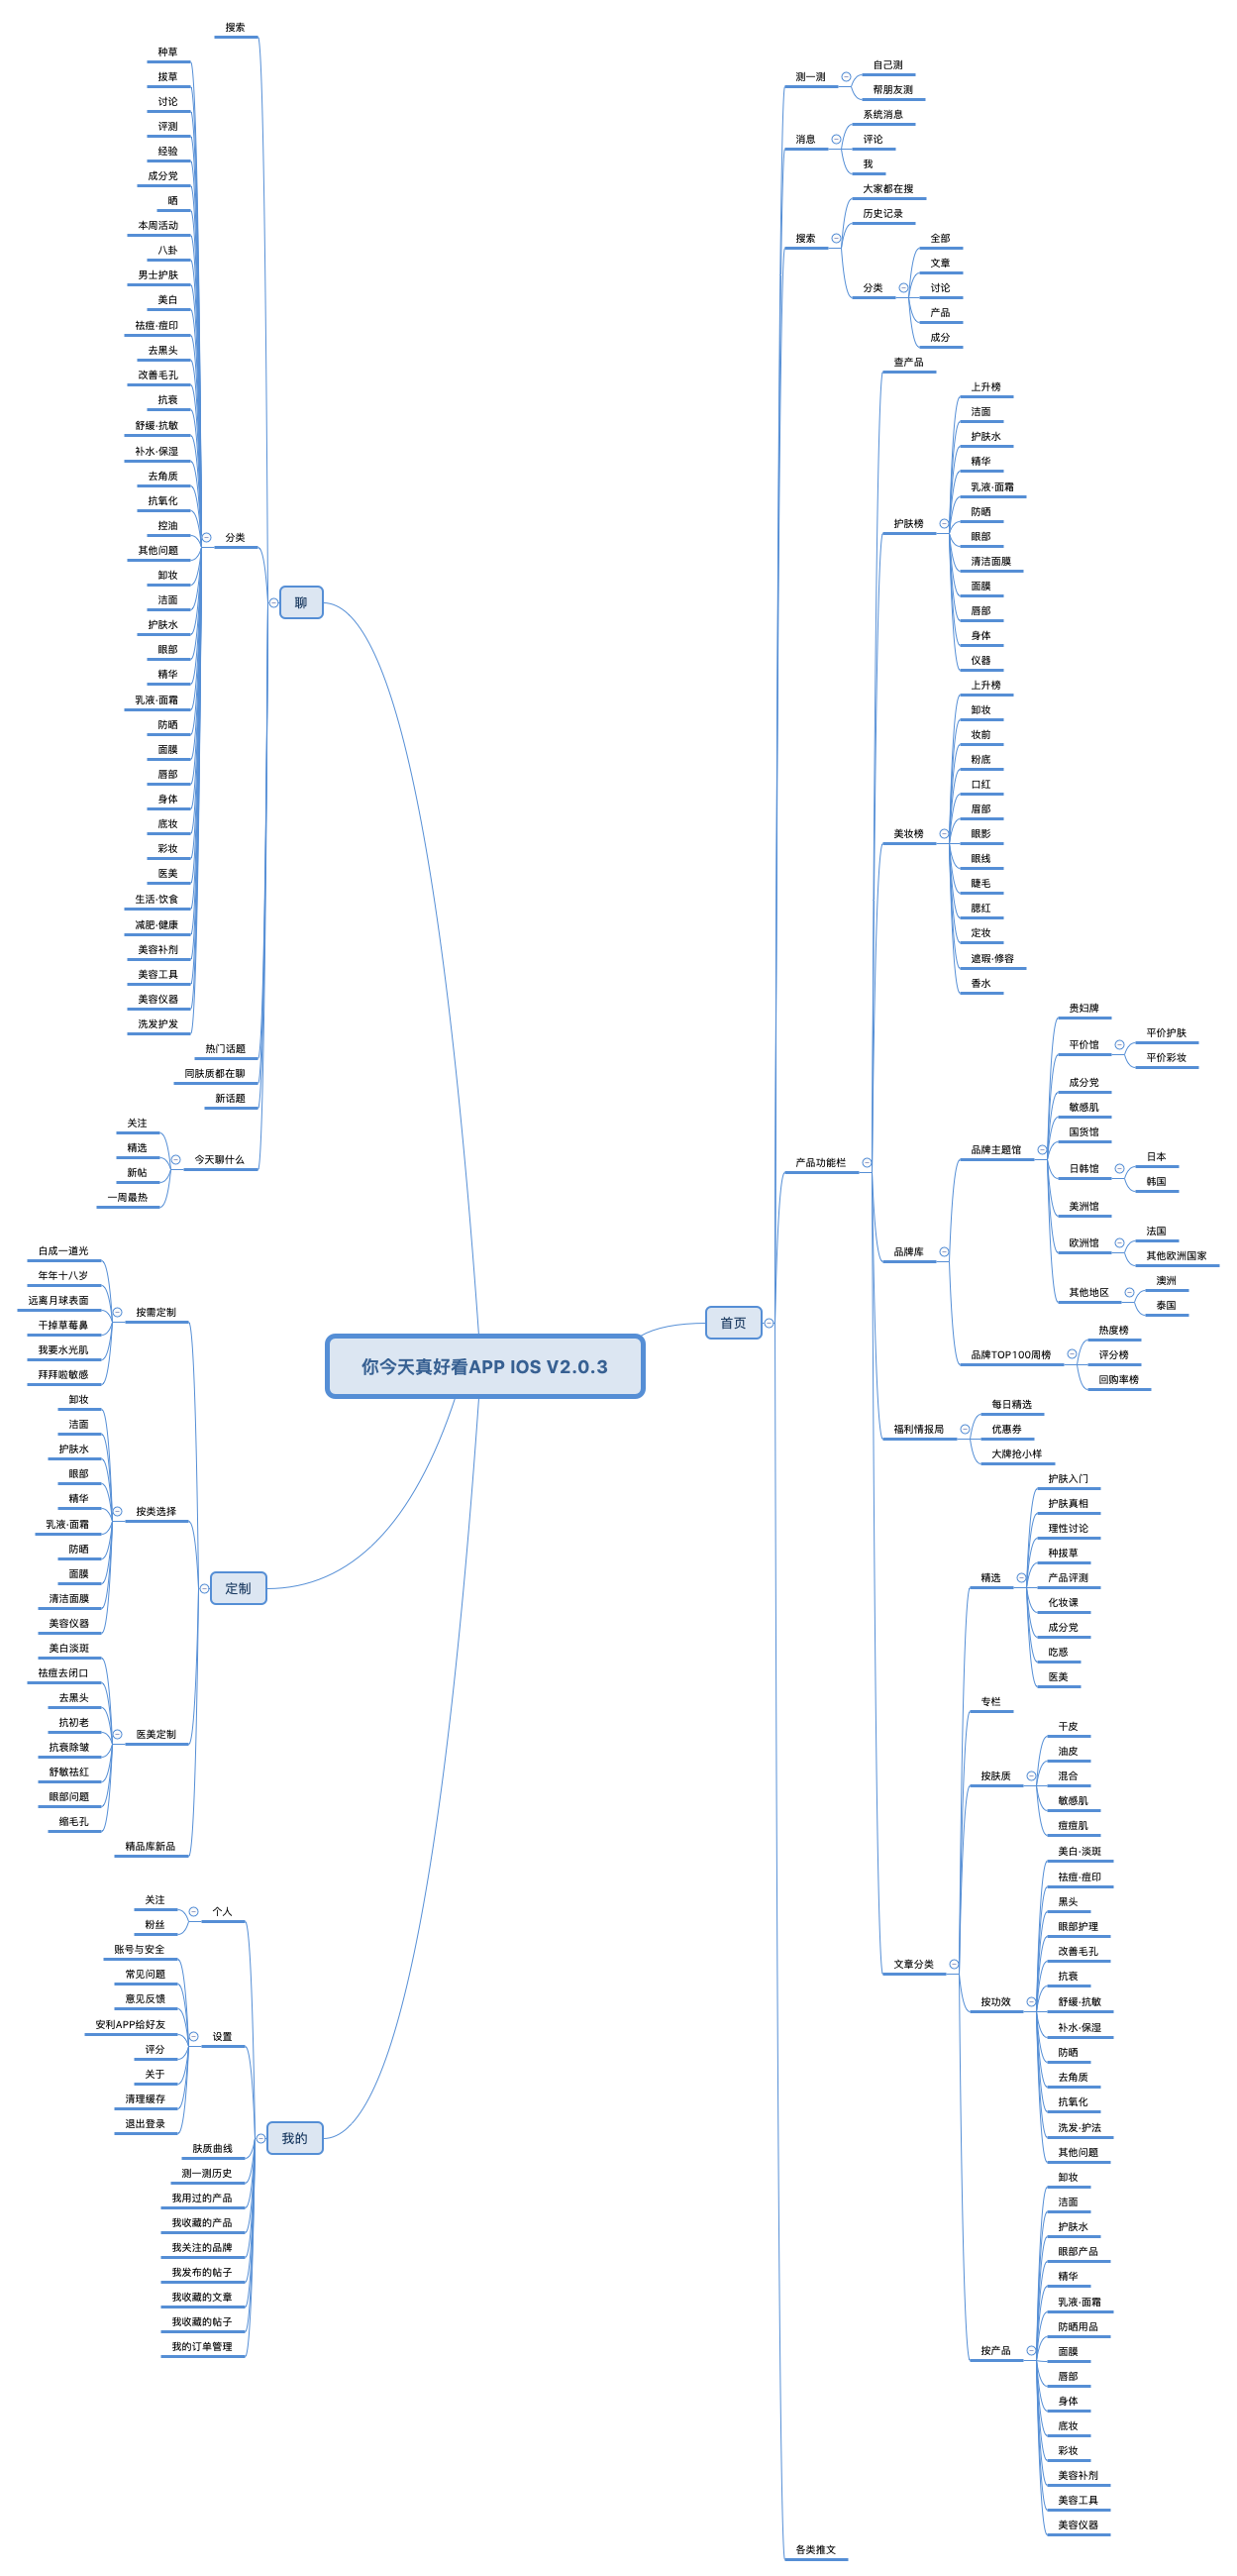 你今天真好看APP IOS V2.0.3
首页
测一测
自己测
帮朋友测
消息
系统消息
评论
我
搜索
大家都在搜
历史记录
分类
全部
文章
讨论
产品
成分
产品功能栏
查产品
护肤榜
上升榜
洁面
护肤水
精华
乳液·面霜
防晒
眼部
清洁面膜
面膜
唇部
身体
仪器
美妆榜
上升榜
卸妆
妆前
粉底
口红
眉部
眼影
眼线
睫毛
腮红
定妆
遮瑕·修容
香水
品牌库
品牌主题馆
贵妇牌
平价馆
平价护肤
平价彩妆
成分党
敏感肌
国货馆
日韩馆
日本
韩国
美洲馆
欧洲馆
法国
其他欧洲国家
其他地区
澳洲
泰国
品牌TOP100周榜
热度榜
评分榜
回购率榜
福利情报局
每日精选
优惠券
大牌抢小样
文章分类
精选
护肤入门
护肤真相
理性讨论
种拔草
产品评测
化妆课
成分党
吃惑
医美
专栏
按肤质
干皮
油皮
混合
敏感肌
痘痘肌
按功效
美白·淡斑
祛痘·痘印
黑头
眼部护理
改善毛孔
抗衰
舒缓·抗敏
补水·保湿
防晒
去角质
抗氧化
洗发·护法
其他问题
按产品
卸妆
洁面
护肤水
眼部产品
精华
乳液·面霜
防晒用品
面膜
唇部
身体
底妆
彩妆
美容补剂
美容工具
美容仪器
各类推文
聊
搜索
分类
种草
拔草
讨论
评测
经验
成分党
晒
本周活动
八卦
男士护肤
美白
祛痘·痘印
去黑头
改善毛孔
抗衰
舒缓·抗敏
补水·保湿
去角质
抗氧化
控油
其他问题
卸妆
洁面
护肤水
眼部
精华
乳液·面霜
防晒
面膜
唇部
身体
底妆
彩妆
医美
生活·饮食
减肥·健康
美容补剂
美容工具
美容仪器
洗发护发
热门话题
同肤质都在聊
新话题
今天聊什么
关注
精选
新帖
一周最热
定制
按需定制
白成一道光
年年十八岁
远离月球表面
干掉草莓鼻
我要水光肌
拜拜啦敏感
按类选择
卸妆
洁面
护肤水
眼部
精华
乳液·面霜
防晒
面膜
清洁面膜
美容仪器
医美定制
美白淡斑
祛痘去闭口
去黑头
抗初老
抗衰除皱
舒敏祛红
眼部问题
缩毛孔
精品库新品
我的
个人
关注
粉丝
设置
账号与安全
常见问题
意见反馈
安利APP给好友
评分
关于
清理缓存
退出登录
肤质曲线
测一测历史
我用过的产品
我收藏的产品
我关注的品牌
我发布的帖子
我收藏的文章
我收藏的帖子
我的订单管理